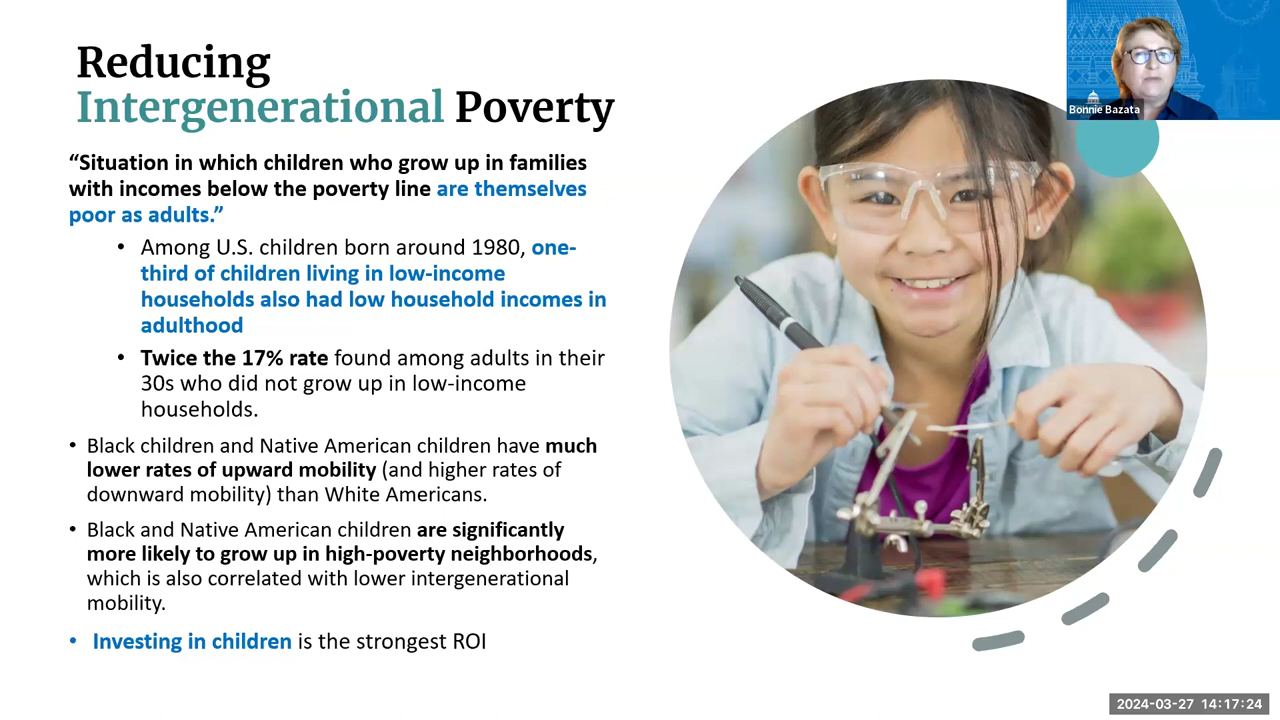 Reducing
Intergenerational Poverty
“Situation in which children who grow up in families
with incomes below the poverty line are themselves
poor as adults.”
• Among U.S. children born around 1980, one-
third of children living in low-income
households also had low household incomes in
adulthood
• Twice the 17% rate found among adults in their
30s who did not grow up in low-income
households.
• Black children and Native American children have much
lower rates of upward mobility (and higher rates of
downward mobility) than White Americans.
• Black and Native American children are significantly
more likely to grow up in high-poverty neighborhoods,
which is also correlated with lower intergenerational
mobility.
• Investing in children is the strongest ROI
Bonnie Bazata
2024-03-27 14:17:24